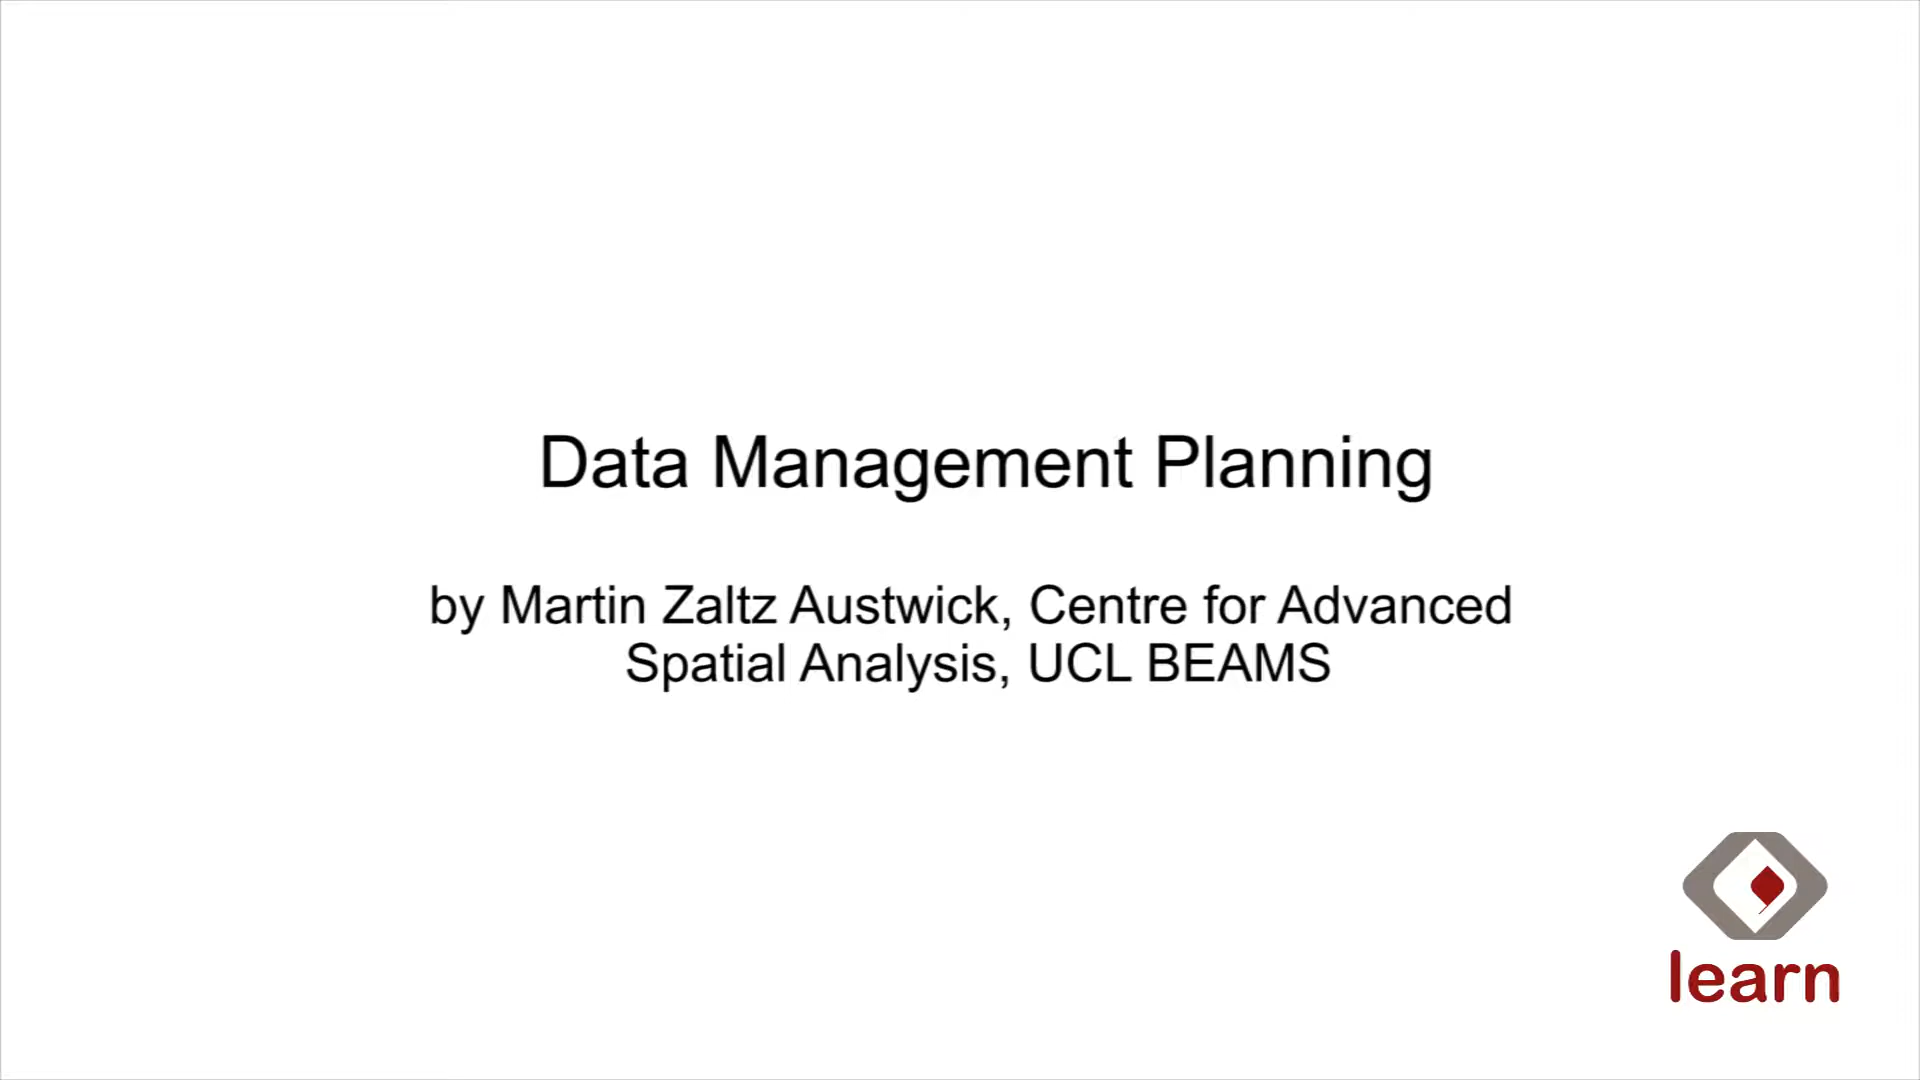 Data Management Planning
by Martin Zaltz Austwick, Centre for Advanced
Spatial Analysis, UCL BEAMS
learn